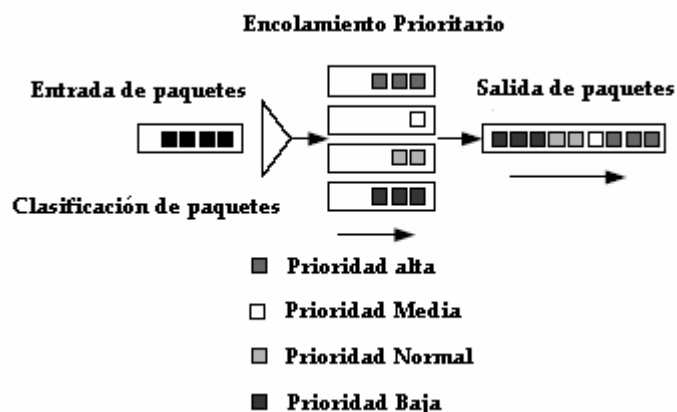 Encolamiento Prioritario
Entrada de paquetes
Salida de paquetes
Clasificación de paquetes
Prioridad alta
Prioridad Media
Prioridad Normal
Prioridad Baja